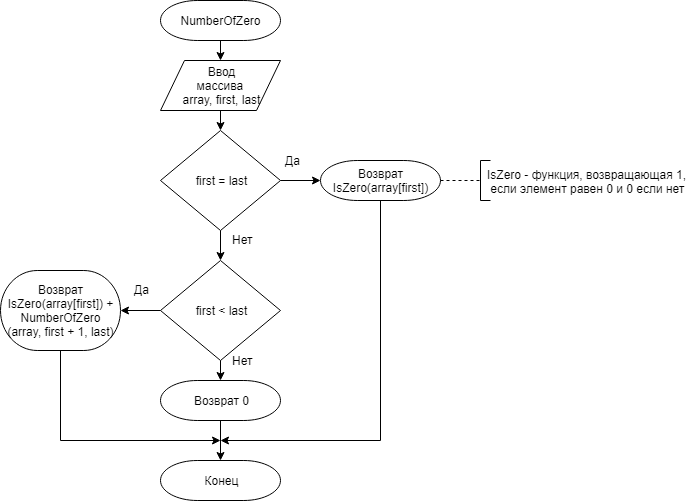 NumberOfZero
Ввод
массива
array, first, last
first = last
Да
Возврат
IsZero(array[first])
IsZero - функция, возвращающая 1,
если элемент равен 0 и 0 если нет
Нет
first < last
Да
Возврат
IsZero(array[first]) +
NumberOfZero
(array, first + 1, last)
Нет
Возврат 0
Конец